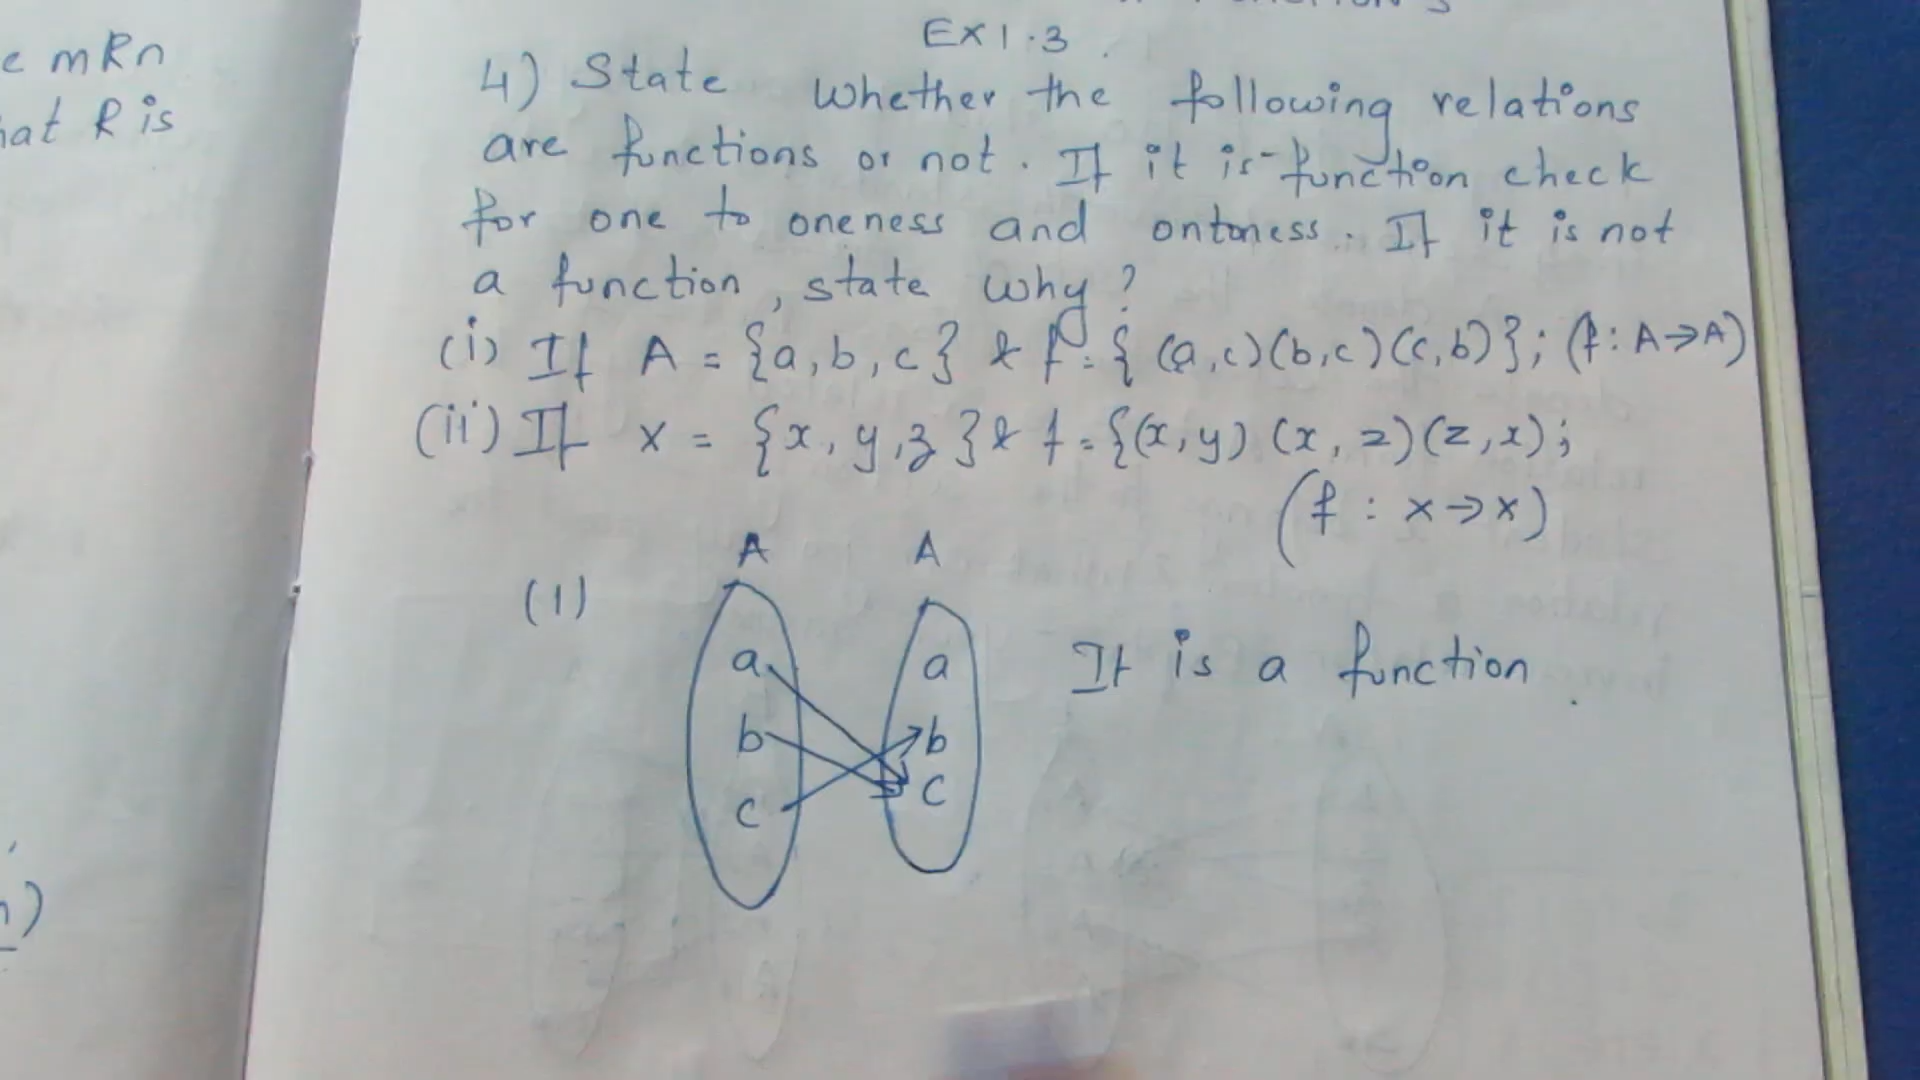 e mRn
hat R is
Ex 1.3
4) State whether the following relations
are functions or not. If it is function check
for one to oneness and ontoness. If it is not
a function, state why?
(i) If A = {a, b, c} & f = { (a,c)(b,c)(c,b)}; (f: A→A)
(ii) If x = {x, y, z} & f = {(x,y) (x,z)(z,x);
(f : x→x)
A A
(1)
a a
b b
c c
It is a function.